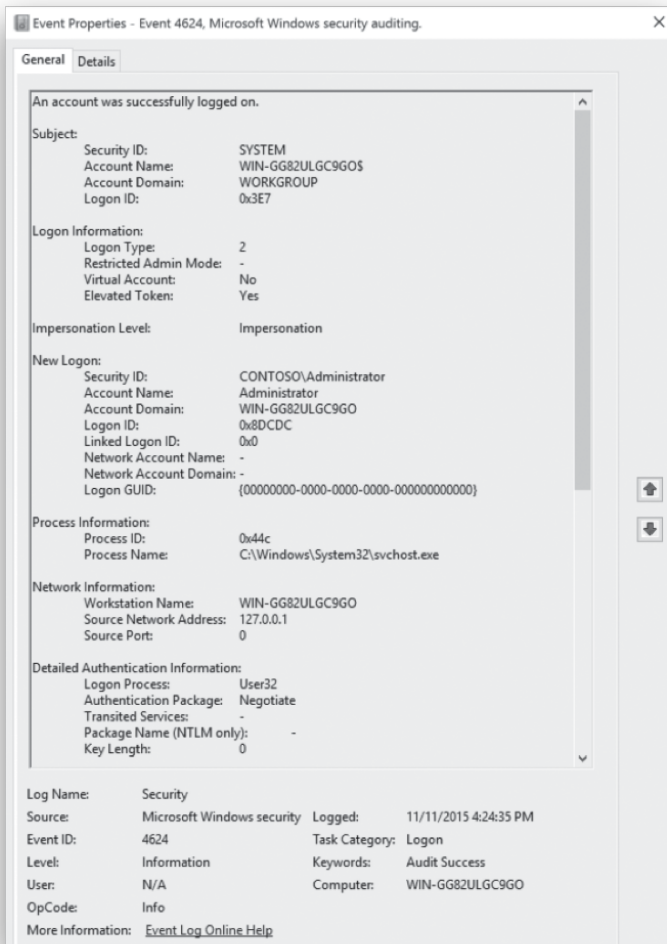 Event Properties - Event 4624, Microsoft Windows security auditing.
General Details
An account was successfully logged on.
Subject:
Security ID: SYSTEM
Account Name: WIN-GG82ULGC9GO$
Account Domain: WORKGROUP
Logon ID: 0x3E7
Logon Information:
Logon Type: 2
Restricted Admin Mode: -
Virtual Account: No
Elevated Token: Yes
Impersonation Level: Impersonation
New Logon:
Security ID: CONTOSO\Administrator
Account Name: Administrator
Account Domain: WIN-GG82ULGC9GO
Logon ID: 0x8DCDC
Linked Logon ID: 0x0
Network Account Name: -
Network Account Domain: -
Logon GUID: {00000000-0000-0000-0000-000000000000}
Process Information:
Process ID: 0x44c
Process Name: C:\Windows\System32\svchost.exe
Network Information:
Workstation Name: WIN-GG82ULGC9GO
Source Network Address: 127.0.0.1
Source Port: 0
Detailed Authentication Information:
Logon Process: User32
Authentication Package: Negotiate
Transited Services: -
Package Name (NTLM only): -
Key Length: 0
Log Name: Security
Source: Microsoft Windows security Logged: 11/11/2015 4:24:35 PM
Event ID: 4624 Task Category: Logon
Level: Information Keywords: Audit Success
User: N/A Computer: WIN-GG82ULGC9GO
OpCode: Info
More Information: Event Log Online Help